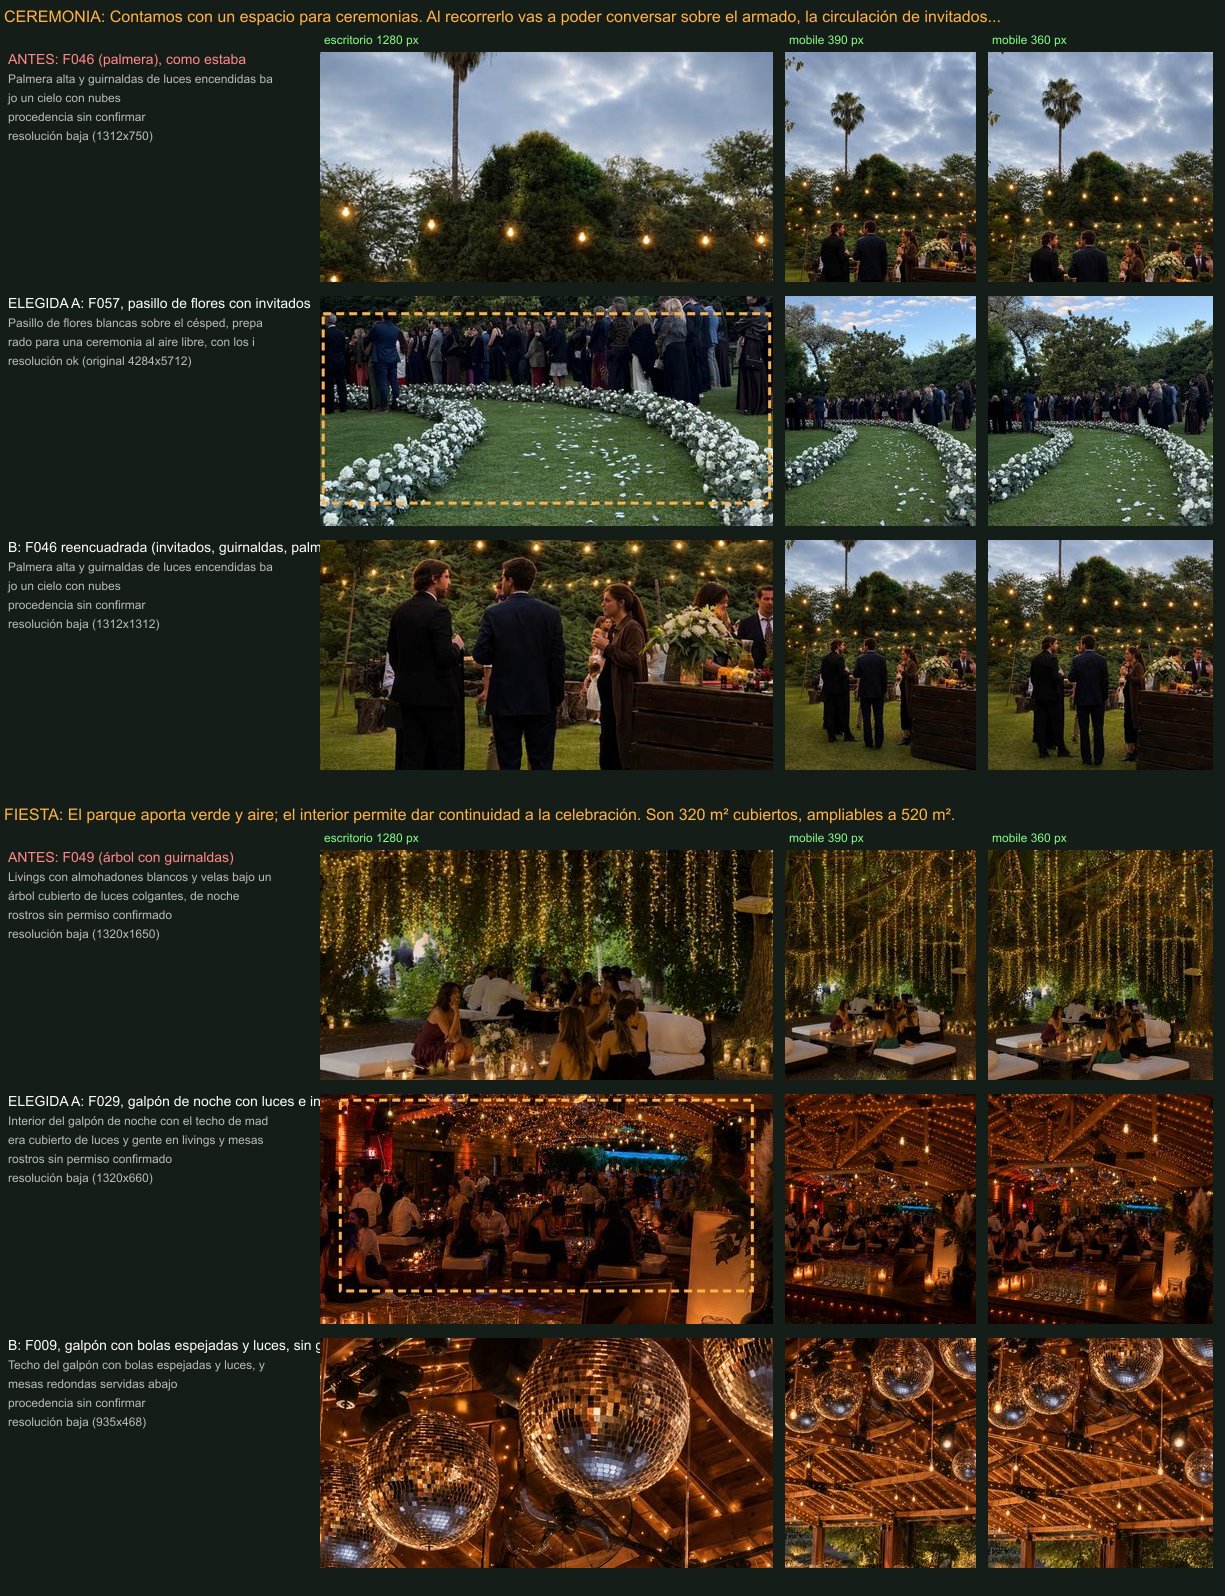 CEREMONIA: Contamos con un espacio para ceremonias. Al recorrerlo vas a poder conversar sobre el armado, la circulación de invitados...
escritorio 1280 px
mobile 390 px
mobile 360 px
ANTES: F046 (palmera), como estaba
Palmera alta y guirnaldas de luces encendidas ba
jo un cielo con nubes
procedencia sin confirmar
resolución baja (1312x750)
ELEGIDA A: F057, pasillo de flores con invitados
Pasillo de flores blancas sobre el césped, prepa
rado para una ceremonia al aire libre, con los i
resolución ok (original 4284x5712)
B: F046 reencuadrada (invitados, guirnaldas, palm
Palmera alta y guirnaldas de luces encendidas ba
jo un cielo con nubes
procedencia sin confirmar
resolución baja (1312x1312)
FIESTA: El parque aporta verde y aire; el interior permite dar continuidad a la celebración. Son 320 m² cubiertos, ampliables a 520 m².
escritorio 1280 px
mobile 390 px
mobile 360 px
ANTES: F049 (árbol con guirnaldas)
Livings con almohadones blancos y velas bajo un
árbol cubierto de luces colgantes, de noche
rostros sin permiso confirmado
resolución baja (1320x1650)
ELEGIDA A: F029, galpón de noche con luces e in
Interior del galpón de noche con el techo de mad
era cubierto de luces y gente en livings y mesas
rostros sin permiso confirmado
resolución baja (1320x660)
B: F009, galpón con bolas espejadas y luces, sin g
Techo del galpón con bolas espejadas y luces, y
mesas redondas servidas abajo
procedencia sin confirmar
resolución baja (935x468)